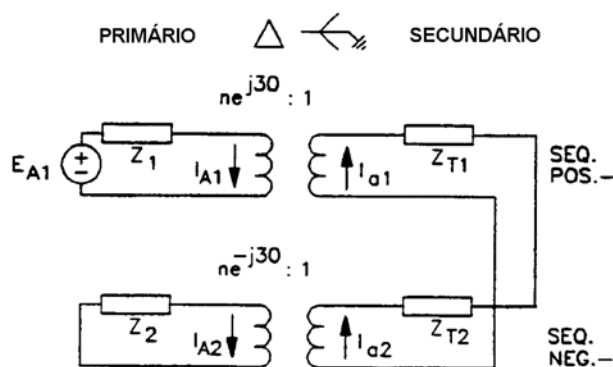 PRIMÁRIO SECUNDÁRIO
ne^j30 : 1
E_A1
Z_1
I_A1
I_a1
Z_T1
SEQ.
POS.-
ne^-j30 : 1
Z_2
I_A2
I_a2
Z_T2
SEQ.
NEG.-